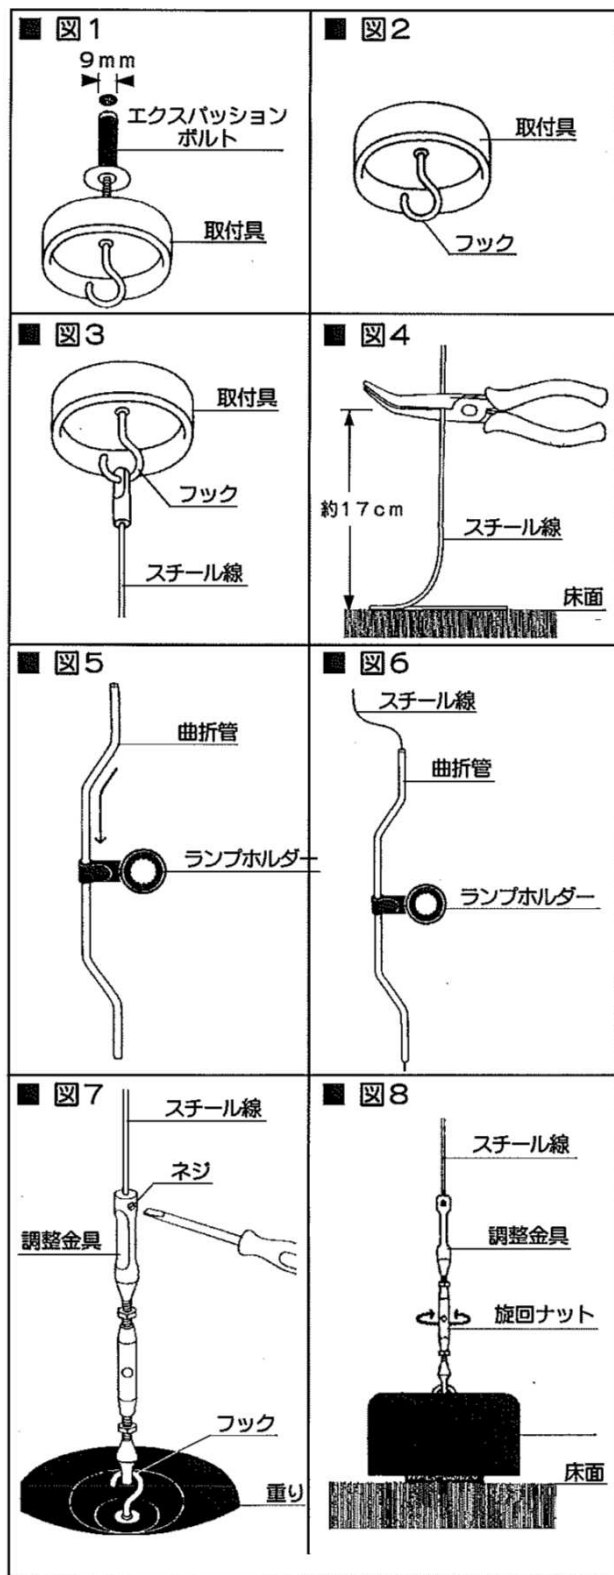 ■ 図1
9mm
エクスパッション
ボルト
取付具
■ 図2
取付具
フック
■ 図3
取付具
フック
スチール線
■ 図4
約17cm
スチール線
床面
■ 図5
曲折管
ランプホルダー
■ 図6
スチール線
曲折管
ランプホルダー
■ 図7
スチール線
ネジ
調整金具
フック
重り
■ 図8
スチール線
調整金具
旋回ナット
床面